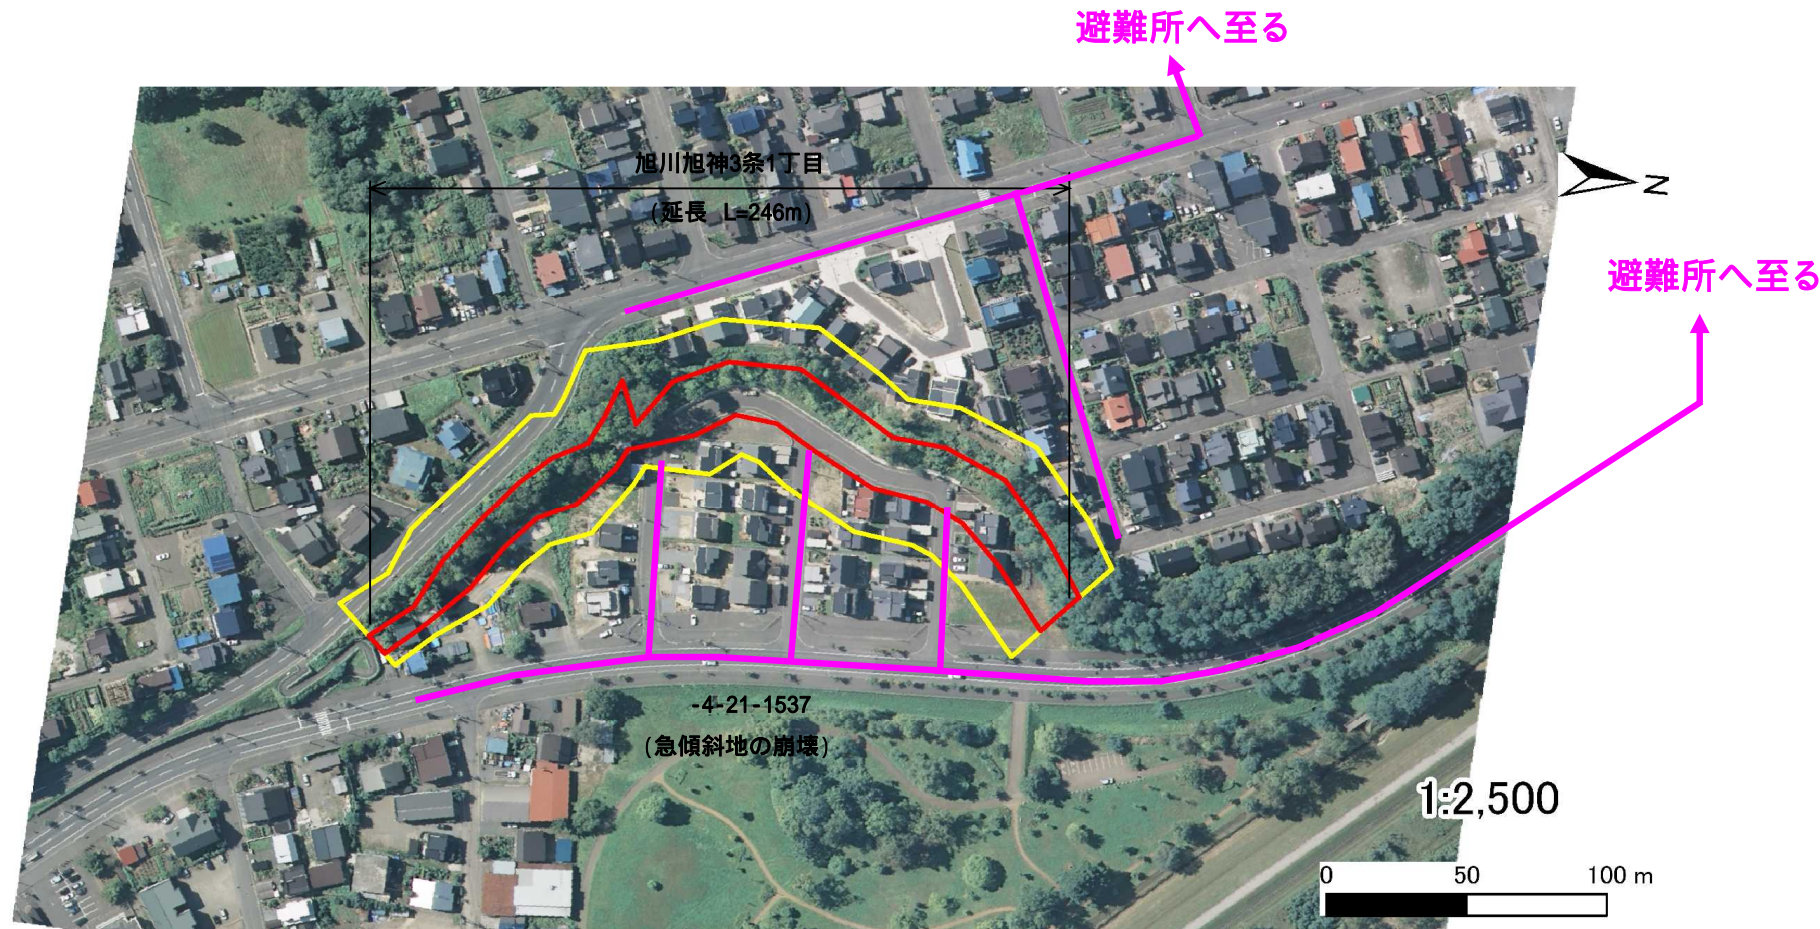 避難所へ至る
旭川旭神3条1丁目
(延長 L=246m)
N
避難所へ至る
-4-21-1537
(急傾斜地の崩壊)
1:2,500
0 50 100 m